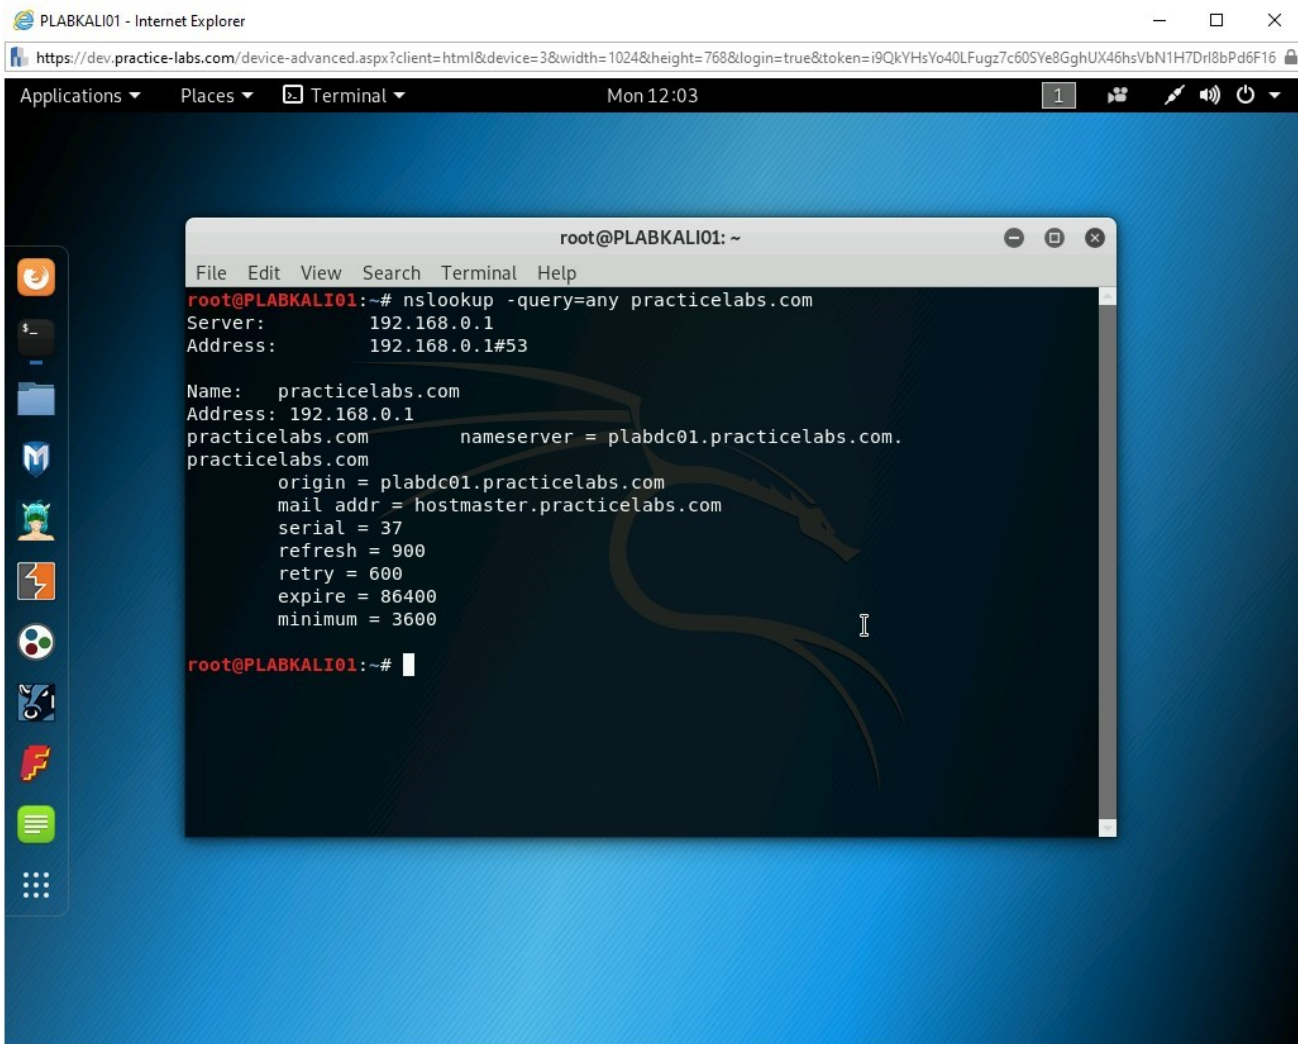 PLABKALI01 - Internet Explorer
https://dev.practice-labs.com/device-advanced.aspx?client=html&device=3&width=1024&height=768&login=true&token=i9QkYHsYo40LFugz7c60SYe8GghUX46hsVbN1H7DrI8bPd6F16
Applications Places Terminal Mon 12:03 1
root@PLABKALI01: ~
File Edit View Search Terminal Help
root@PLABKALI01:~# nslookup -query=any practicelabs.com
Server: 192.168.0.1
Address: 192.168.0.1#53
Name: practicelabs.com
Address: 192.168.0.1
practicelabs.com nameserver = plabdc01.practicelabs.com.
practicelabs.com
origin = plabdc01.practicelabs.com
mail addr = hostmaster.practicelabs.com
serial = 37
refresh = 900
retry = 600
expire = 86400
minimum = 3600
root@PLABKALI01:~#